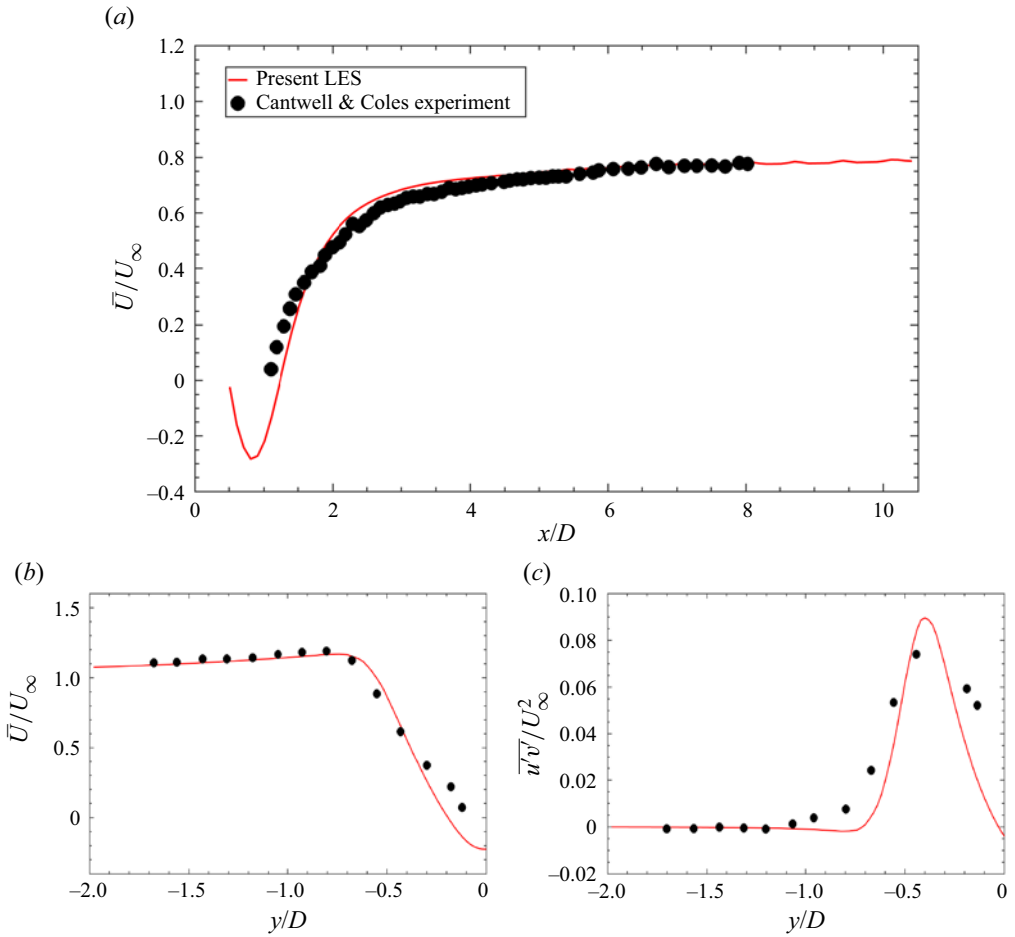 (a)
1.2
1.0
0.8
0.6
0.4
0.2
0
–0.2
–0.4
U̅/U∞
Present LES
Cantwell & Coles experiment
0 2 4 6 8 10
x/D
(b)
1.5
1.0
0.5
0
U̅/U∞
–2.0 –1.5 –1.0 –0.5 0
y/D
(c)
0.10
0.08
0.06
0.04
0.02
0
–0.02
u′v′/U∞²
–2.0 –1.5 –1.0 –0.5 0
y/D